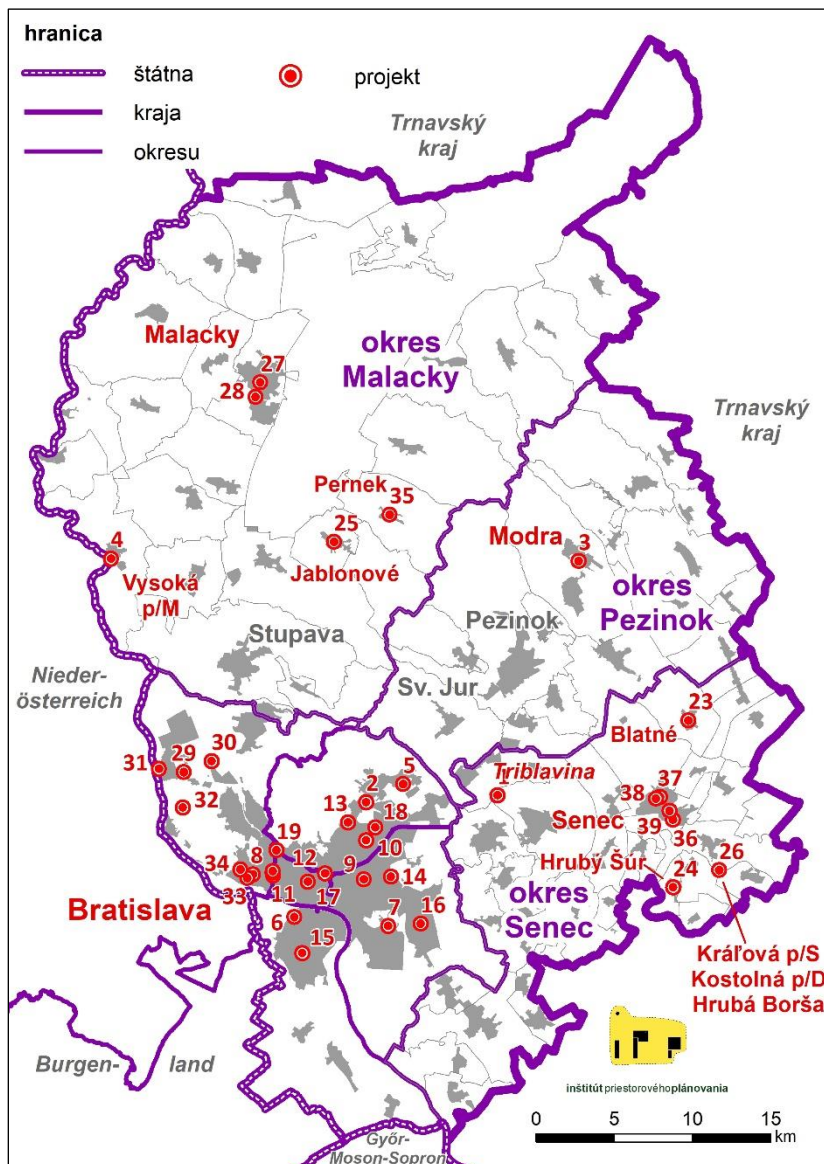 hranica
štátna
projekt
kraja
okresu
Trnavský
kraj
Malacky
okres
Malacky
27
28
Trnavský
kraj
Pernek
35
25
Jablonové
4
Vysoká
p/M
Modra
3
okres
Pezinok
Pezinok
Stupava
Sv. Jur
Nieder-
österreich
23
Blatné
31
29
30
32
5
2
13
18
10
Triblavina
1
38
37
Senec
39
36
19
12
9
14
34
8
33
11
17
Hrubý Šúr
24
26
Bratislava
6
7
16
15
okres
Senec
Kráľová p/S
Kostolná p/D
Hrubá Borša
Burgen-
land
inštitút priestorového plánovania
Győr-
Moson-Sopron
0 5 10 15
km